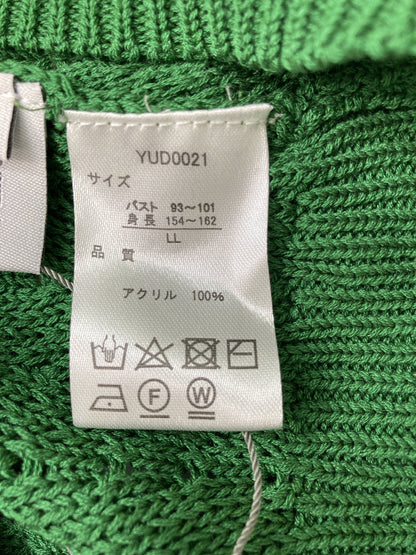 YUD0021
サイズ
バスト 93～101
身長 154～162
LL
品質
アクリル 100%
F
W